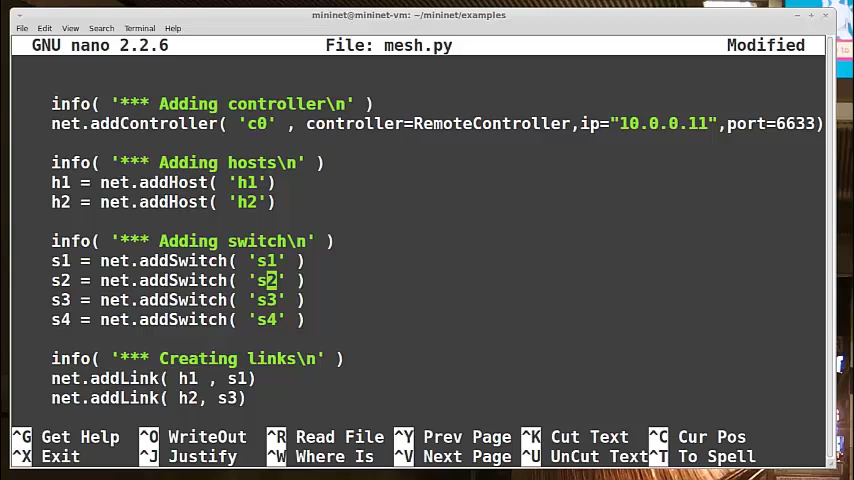 mininet@mininet-vm: ~/mininet/examples
File Edit View Search Terminal Help
GNU nano 2.2.6 File: mesh.py Modified
info( '*** Adding controller\n' )
net.addController( 'c0' , controller=RemoteController,ip="10.0.0.11",port=6633)
info( '*** Adding hosts\n' )
h1 = net.addHost( 'h1')
h2 = net.addHost( 'h2')
info( '*** Adding switch\n' )
s1 = net.addSwitch( 's1' )
s2 = net.addSwitch( 's2' )
s3 = net.addSwitch( 's3' )
s4 = net.addSwitch( 's4' )
info( '*** Creating links\n' )
net.addLink( h1 , s1)
net.addLink( h2, s3)
^G Get Help ^O WriteOut ^R Read File ^Y Prev Page ^K Cut Text ^C Cur Pos
^X Exit ^J Justify ^W Where Is ^V Next Page ^U UnCut Text ^T To Spell